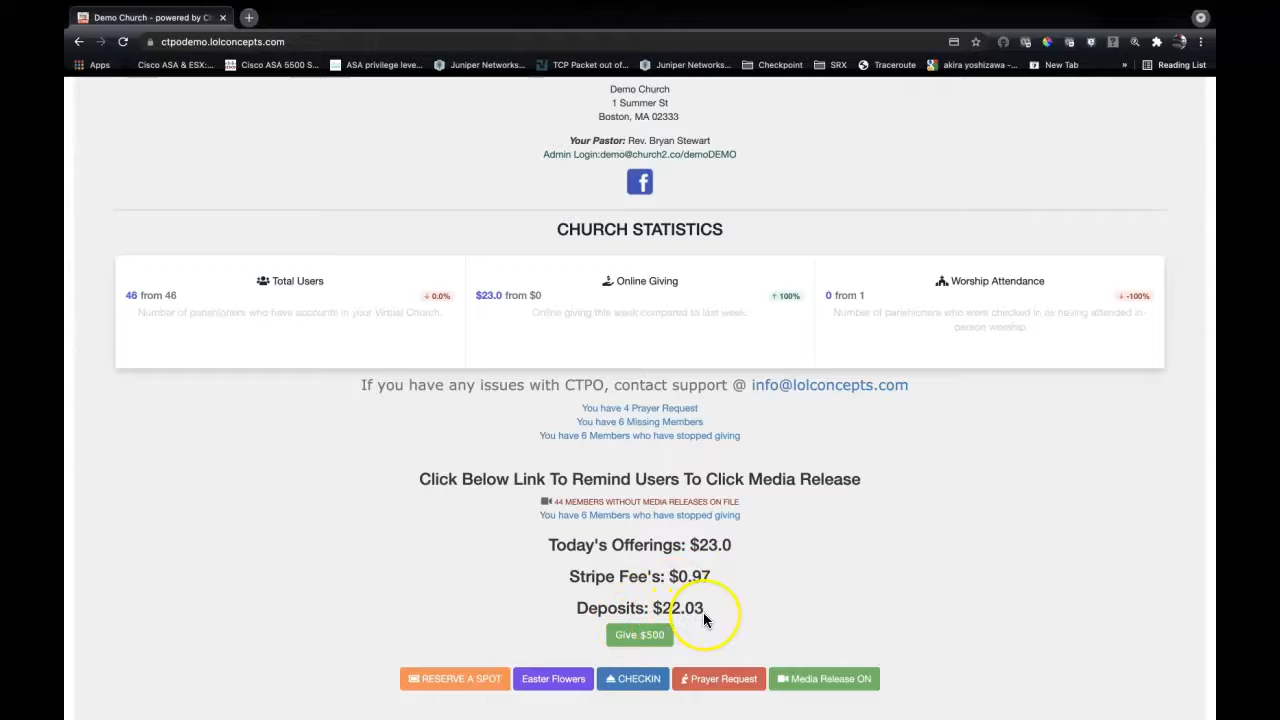 Demo Church - powered by Ch
ctpodemo.lolconcepts.com
Apps
Cisco ASA & ESX:...
Cisco ASA 5500 S...
ASA privilege leve...
Juniper Networks...
TCP Packet out of...
Juniper Networks...
Checkpoint
SRX
Traceroute
akira yoshizawa -...
New Tab
»
Reading List
Demo Church
1 Summer St
Boston, MA 02333
Your Pastor: Rev. Bryan Stewart
Admin Login:demo@church2.co/demoDEMO
CHURCH STATISTICS
Total Users
46 from 46
↓ 0.0%
Number of parishioners who have accounts in your Virtual Church.
Online Giving
$23.0 from $0
↑ 100%
Online giving this week compared to last week.
Worship Attendance
0 from 1
↓ -100%
Number of parishioners who were checked in as having attended in-
person worship
If you have any issues with CTPO, contact support @ info@lolconcepts.com
You have 4 Prayer Request
You have 6 Missing Members
You have 6 Members who have stopped giving
Click Below Link To Remind Users To Click Media Release
44 MEMBERS WITHOUT MEDIA RELEASES ON FILE
You have 6 Members who have stopped giving
Today's Offerings: $23.0
Stripe Fee's: $0.97
Deposits: $22.03
Give $500
RESERVE A SPOT
Easter Flowers
CHECKIN
Prayer Request
Media Release ON